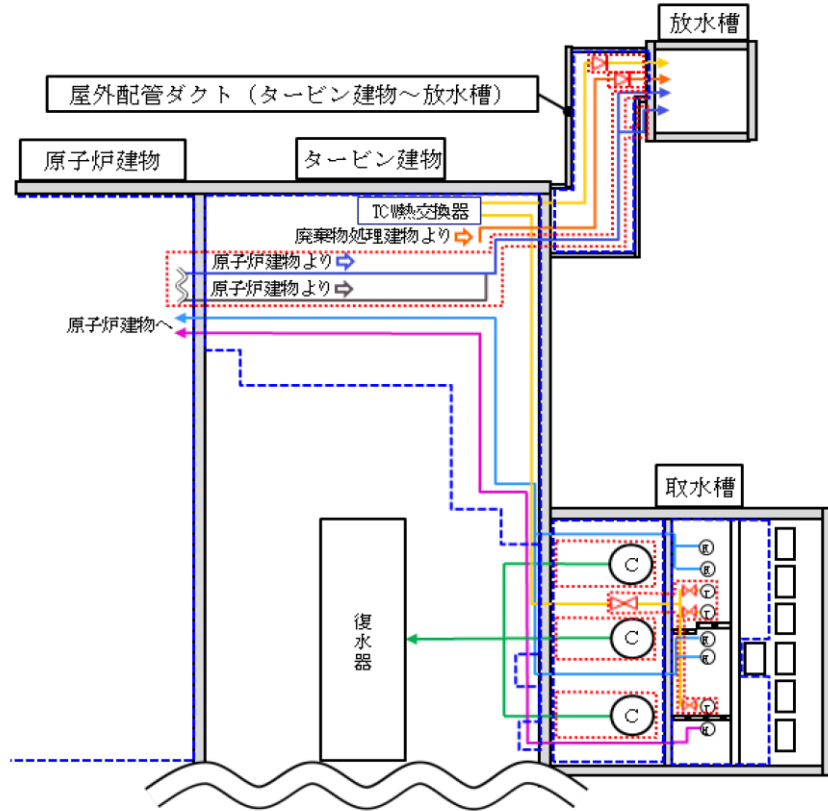 放水槽
屋外配管ダクト（タービン建物～放水槽）
原子炉建物
タービン建物
TCW熱交換器
廃棄物処理建物より
原子炉建物より
原子炉建物より
原子炉建物へ
取水槽
復水器
C
C
C
T
T
T